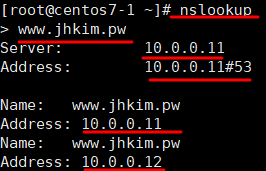 [root@centos7-1 ~]# nslookup
> www.jhkim.pw
Server:         10.0.0.11
Address:        10.0.0.11#53
Name:   www.jhkim.pw
Address: 10.0.0.11
Name:   www.jhkim.pw
Address: 10.0.0.12